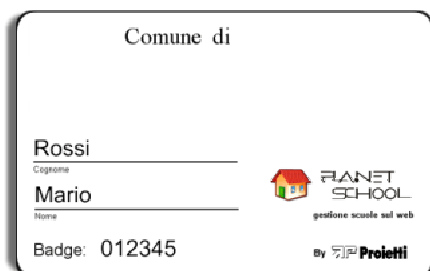 Comune di
Rossi
Cognome
Mario
Nome
Badge: 012345
PLANET
SCHOOL
gestione scuole sul web
By Proietti